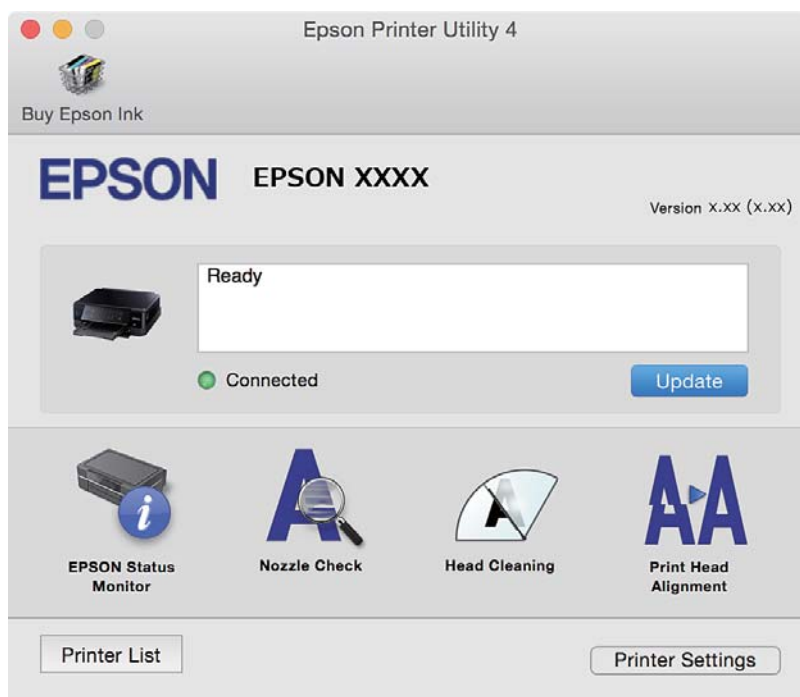 Epson Printer Utility 4
Buy Epson Ink
EPSON EPSON XXXX
Version x.xx (x.xx)
Ready
Connected
Update
EPSON Status
Monitor
Nozzle Check
Head Cleaning
Print Head
Alignment
Printer List
Printer Settings